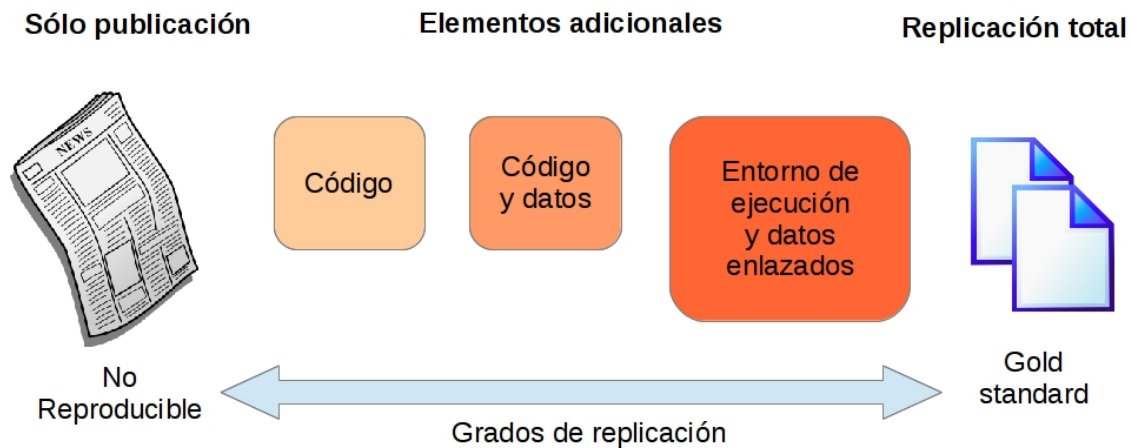 Sólo publicación
Elementos adicionales
Replicación total
NEWS
Código
Código
y datos
Entorno de
ejecución
y datos
enlazados
No
Reproducible
Gold
standard
Grados de replicación